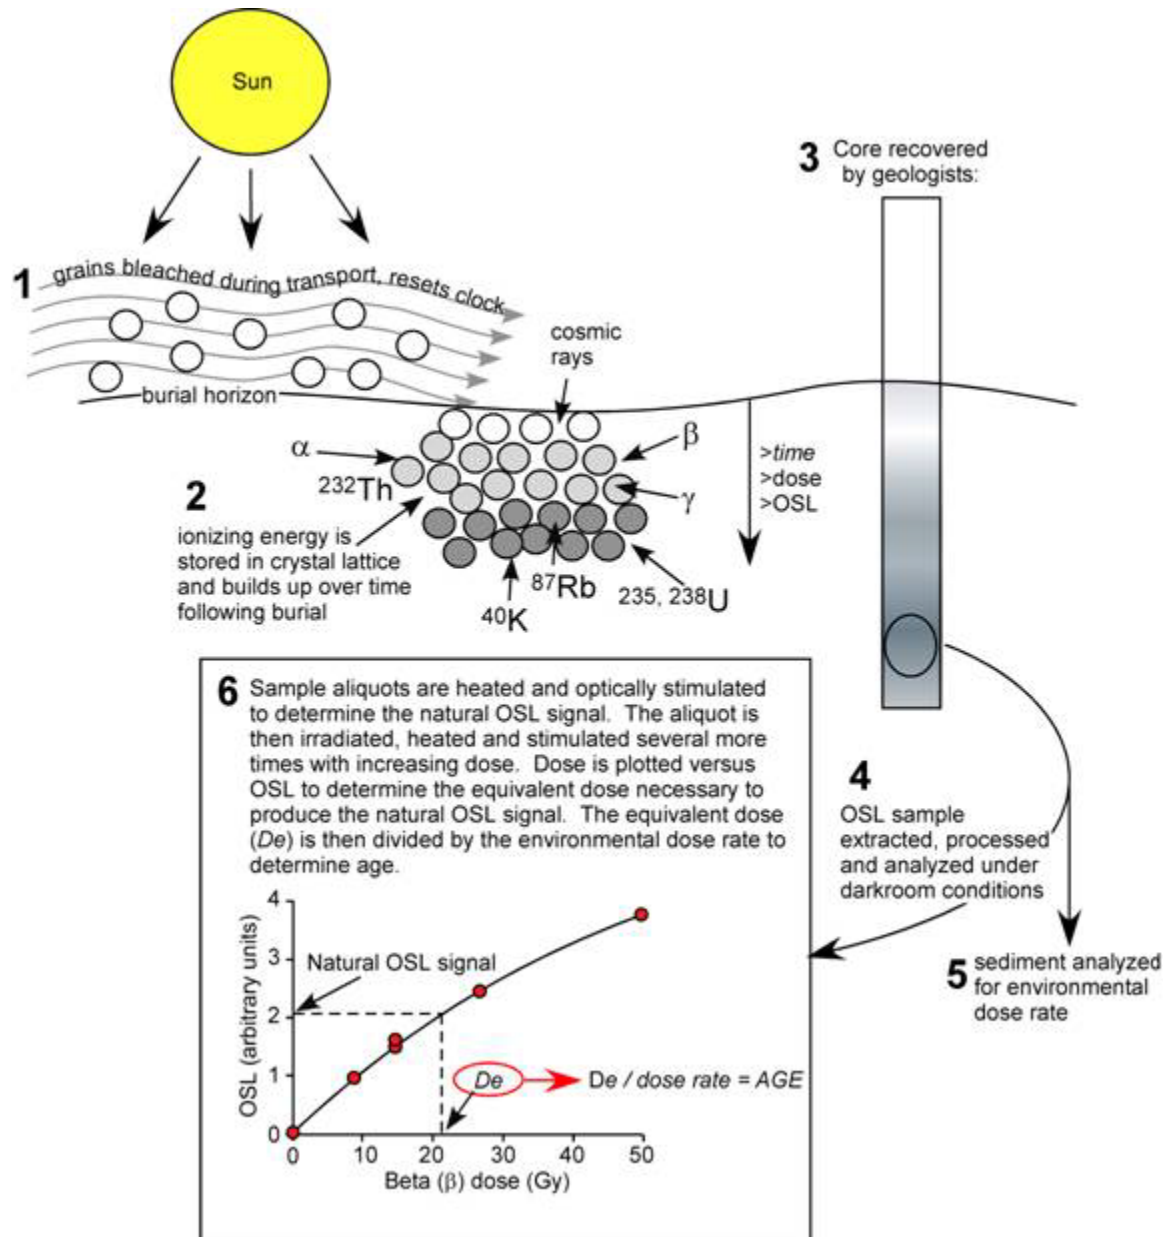 Sun
1 grains bleached during transport, resets clock
burial horizon
cosmic
rays
α
β
γ
²³²Th
⁸⁷Rb
⁴⁰K
²³⁵, ²³⁸U
2
ionizing energy is
stored in crystal lattice
and builds up over time
following burial
>time
>dose
>OSL
3 Core recovered
by geologists:
4
OSL sample
extracted, processed
and analyzed under
darkroom conditions
5 sediment analyzed
for environmental
dose rate
6 Sample aliquots are heated and optically stimulated
to determine the natural OSL signal. The aliquot is
then irradiated, heated and stimulated several more
times with increasing dose. Dose is plotted versus
OSL to determine the equivalent dose necessary to
produce the natural OSL signal. The equivalent dose
(De) is then divided by the environmental dose rate to
determine age.
OSL (arbitrary units)
4
3
2
1
0
Natural OSL signal
De
De / dose rate = AGE
0 10 20 30 40 50
Beta (β) dose (Gy)